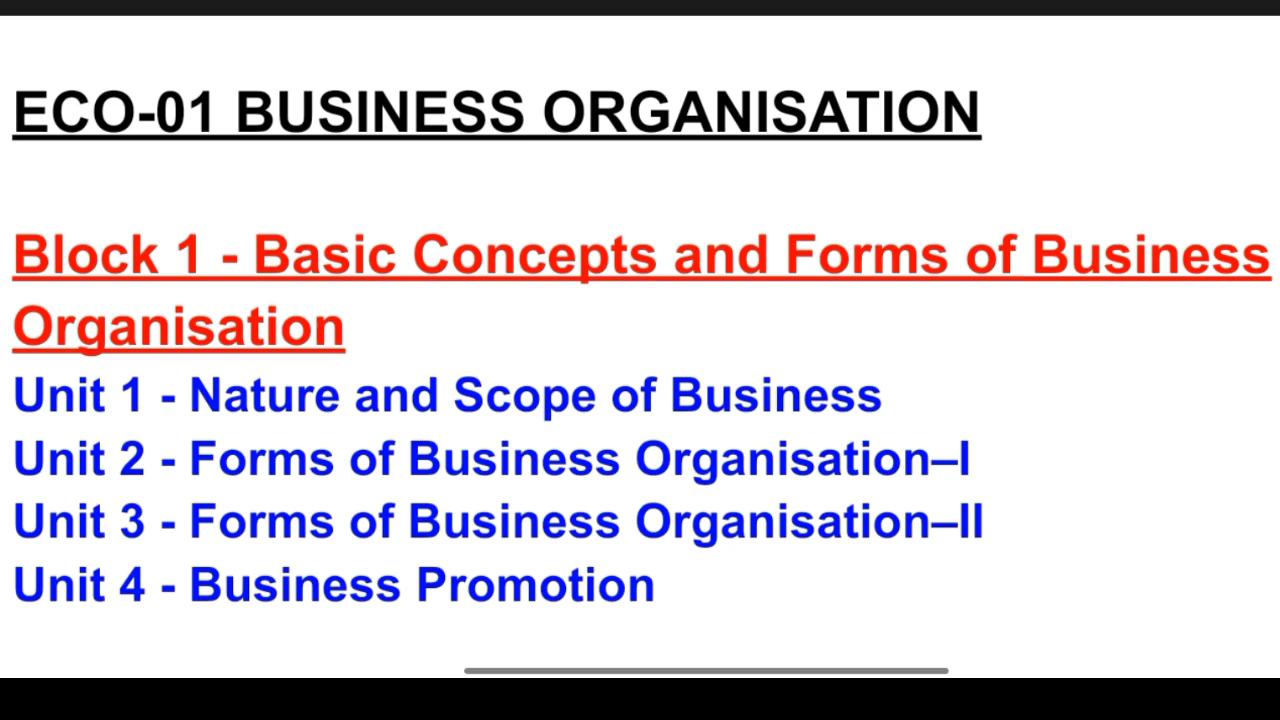 ECO-01 BUSINESS ORGANISATION
Block 1 - Basic Concepts and Forms of Business
Organisation
Unit 1 - Nature and Scope of Business
Unit 2 - Forms of Business Organisation–I
Unit 3 - Forms of Business Organisation–II
Unit 4 - Business Promotion